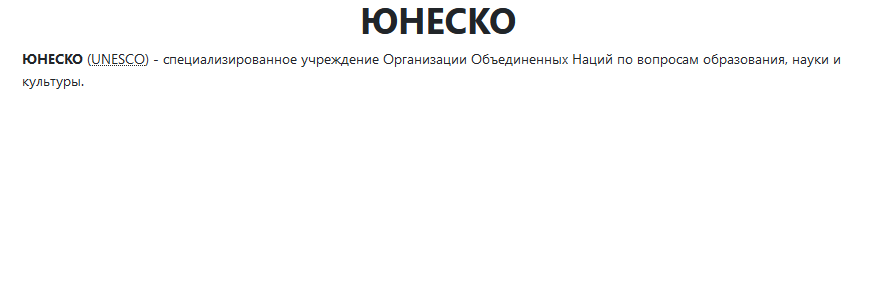 ЮНЕСКО
ЮНЕСКО (UNESCO) - специализированное учреждение Организации Объединенных Наций по вопросам образования, науки и
культуры.